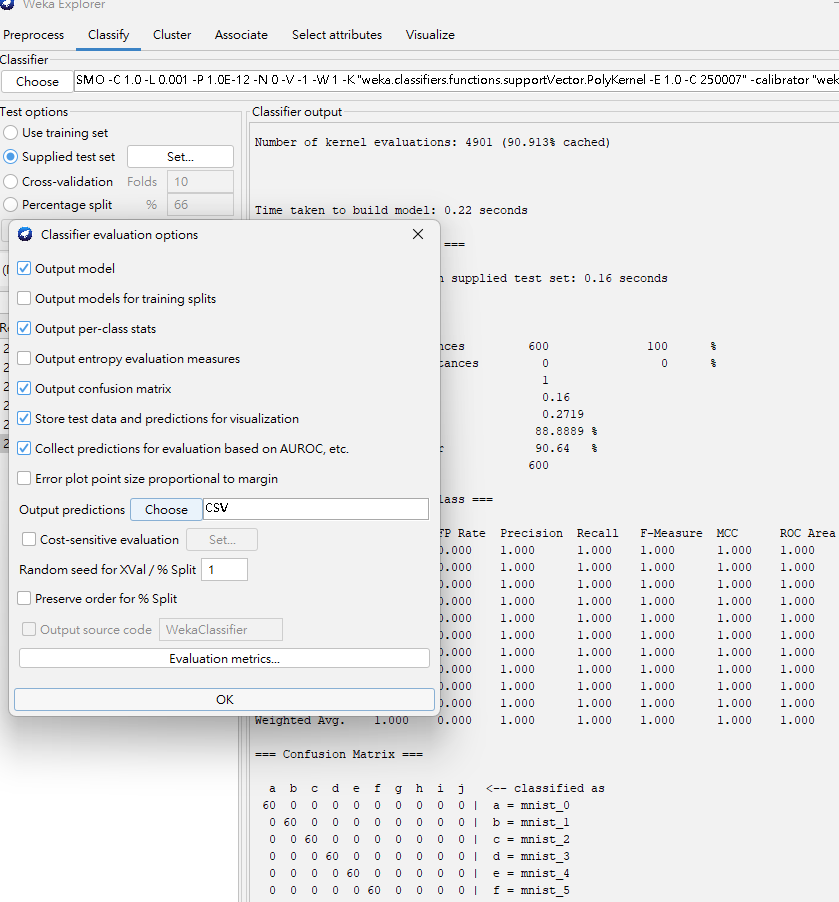 Weka Explorer
Preprocess Classify Cluster Associate Select attributes Visualize
Classifier
Choose SMO -C 1.0 -L 0.001 -P 1.0E-12 -N 0 -V -1 -W 1 -K "weka.classifiers.functions.supportVector.PolyKernel -E 1.0 -C 250007" -calibrator "wek
Test options
Use training set
Supplied test set Set...
Cross-validation Folds 10
Percentage split % 66
Classifier output
Number of kernel evaluations: 4901 (90.913% cached)
Time taken to build model: 0.22 seconds
===
supplied test set: 0.16 seconds
nces 600 100 %
tances 0 0 %
1
0.16
0.2719
88.8889 %
90.64 %
600
lass ===
FP Rate Precision Recall F-Measure MCC ROC Area
0.000 1.000 1.000 1.000 1.000 1.000
0.000 1.000 1.000 1.000 1.000 1.000
0.000 1.000 1.000 1.000 1.000 1.000
0.000 1.000 1.000 1.000 1.000 1.000
0.000 1.000 1.000 1.000 1.000 1.000
0.000 1.000 1.000 1.000 1.000 1.000
0.000 1.000 1.000 1.000 1.000 1.000
0.000 1.000 1.000 1.000 1.000 1.000
0.000 1.000 1.000 1.000 1.000 1.000
0.000 1.000 1.000 1.000 1.000 1.000
Weighted Avg. 1.000 0.000 1.000 1.000 1.000 1.000 1.000
=== Confusion Matrix ===
a b c d e f g h i j <-- classified as
60 0 0 0 0 0 0 0 0 0 | a = mnist_0
0 60 0 0 0 0 0 0 0 0 | b = mnist_1
0 0 60 0 0 0 0 0 0 0 | c = mnist_2
0 0 0 60 0 0 0 0 0 0 | d = mnist_3
0 0 0 0 60 0 0 0 0 0 | e = mnist_4
0 0 0 0 0 60 0 0 0 0 | f = mnist_5
Classifier evaluation options
Output model
Output models for training splits
Output per-class stats
Output entropy evaluation measures
Output confusion matrix
Store test data and predictions for visualization
Collect predictions for evaluation based on AUROC, etc.
Error plot point size proportional to margin
Output predictions Choose CSV
Cost-sensitive evaluation Set...
Random seed for XVal / % Split 1
Preserve order for % Split
Output source code WekaClassifier
Evaluation metrics...
OK